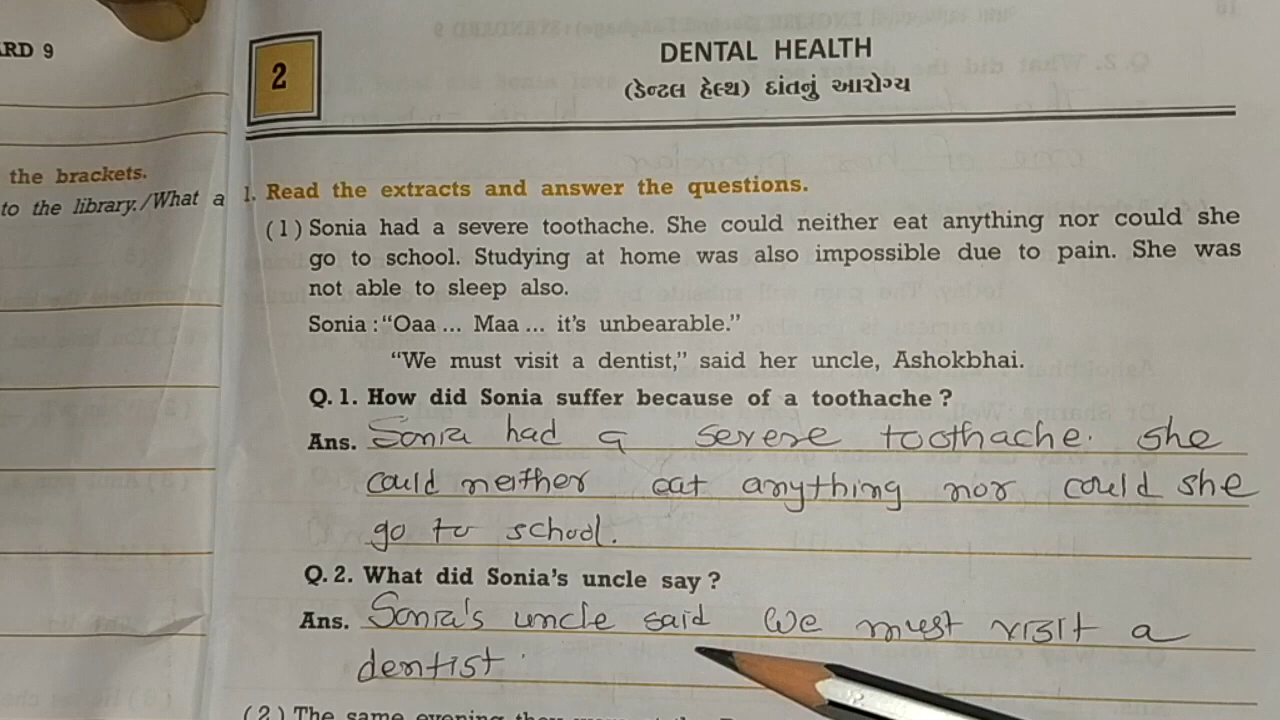 RD 9
the brackets.
to the library./What a
2
DENTAL HEALTH
(ડેન્ટલ હેલ્થ) દાંતનું આરોગ્ય
1. Read the extracts and answer the questions.
(1) Sonia had a severe toothache. She could neither eat anything nor could she
go to school. Studying at home was also impossible due to pain. She was
not able to sleep also.
Sonia : "Oaa ... Maa ... it's unbearable."
"We must visit a dentist," said her uncle, Ashokbhai.
Q. 1. How did Sonia suffer because of a toothache ?
Ans. Sonia had a severe toothache. She
could neither eat anything nor could she
go to school.
Q. 2. What did Sonia's uncle say ?
Ans. Sonia's uncle said We must visit a
dentist.
(2) The same evening they